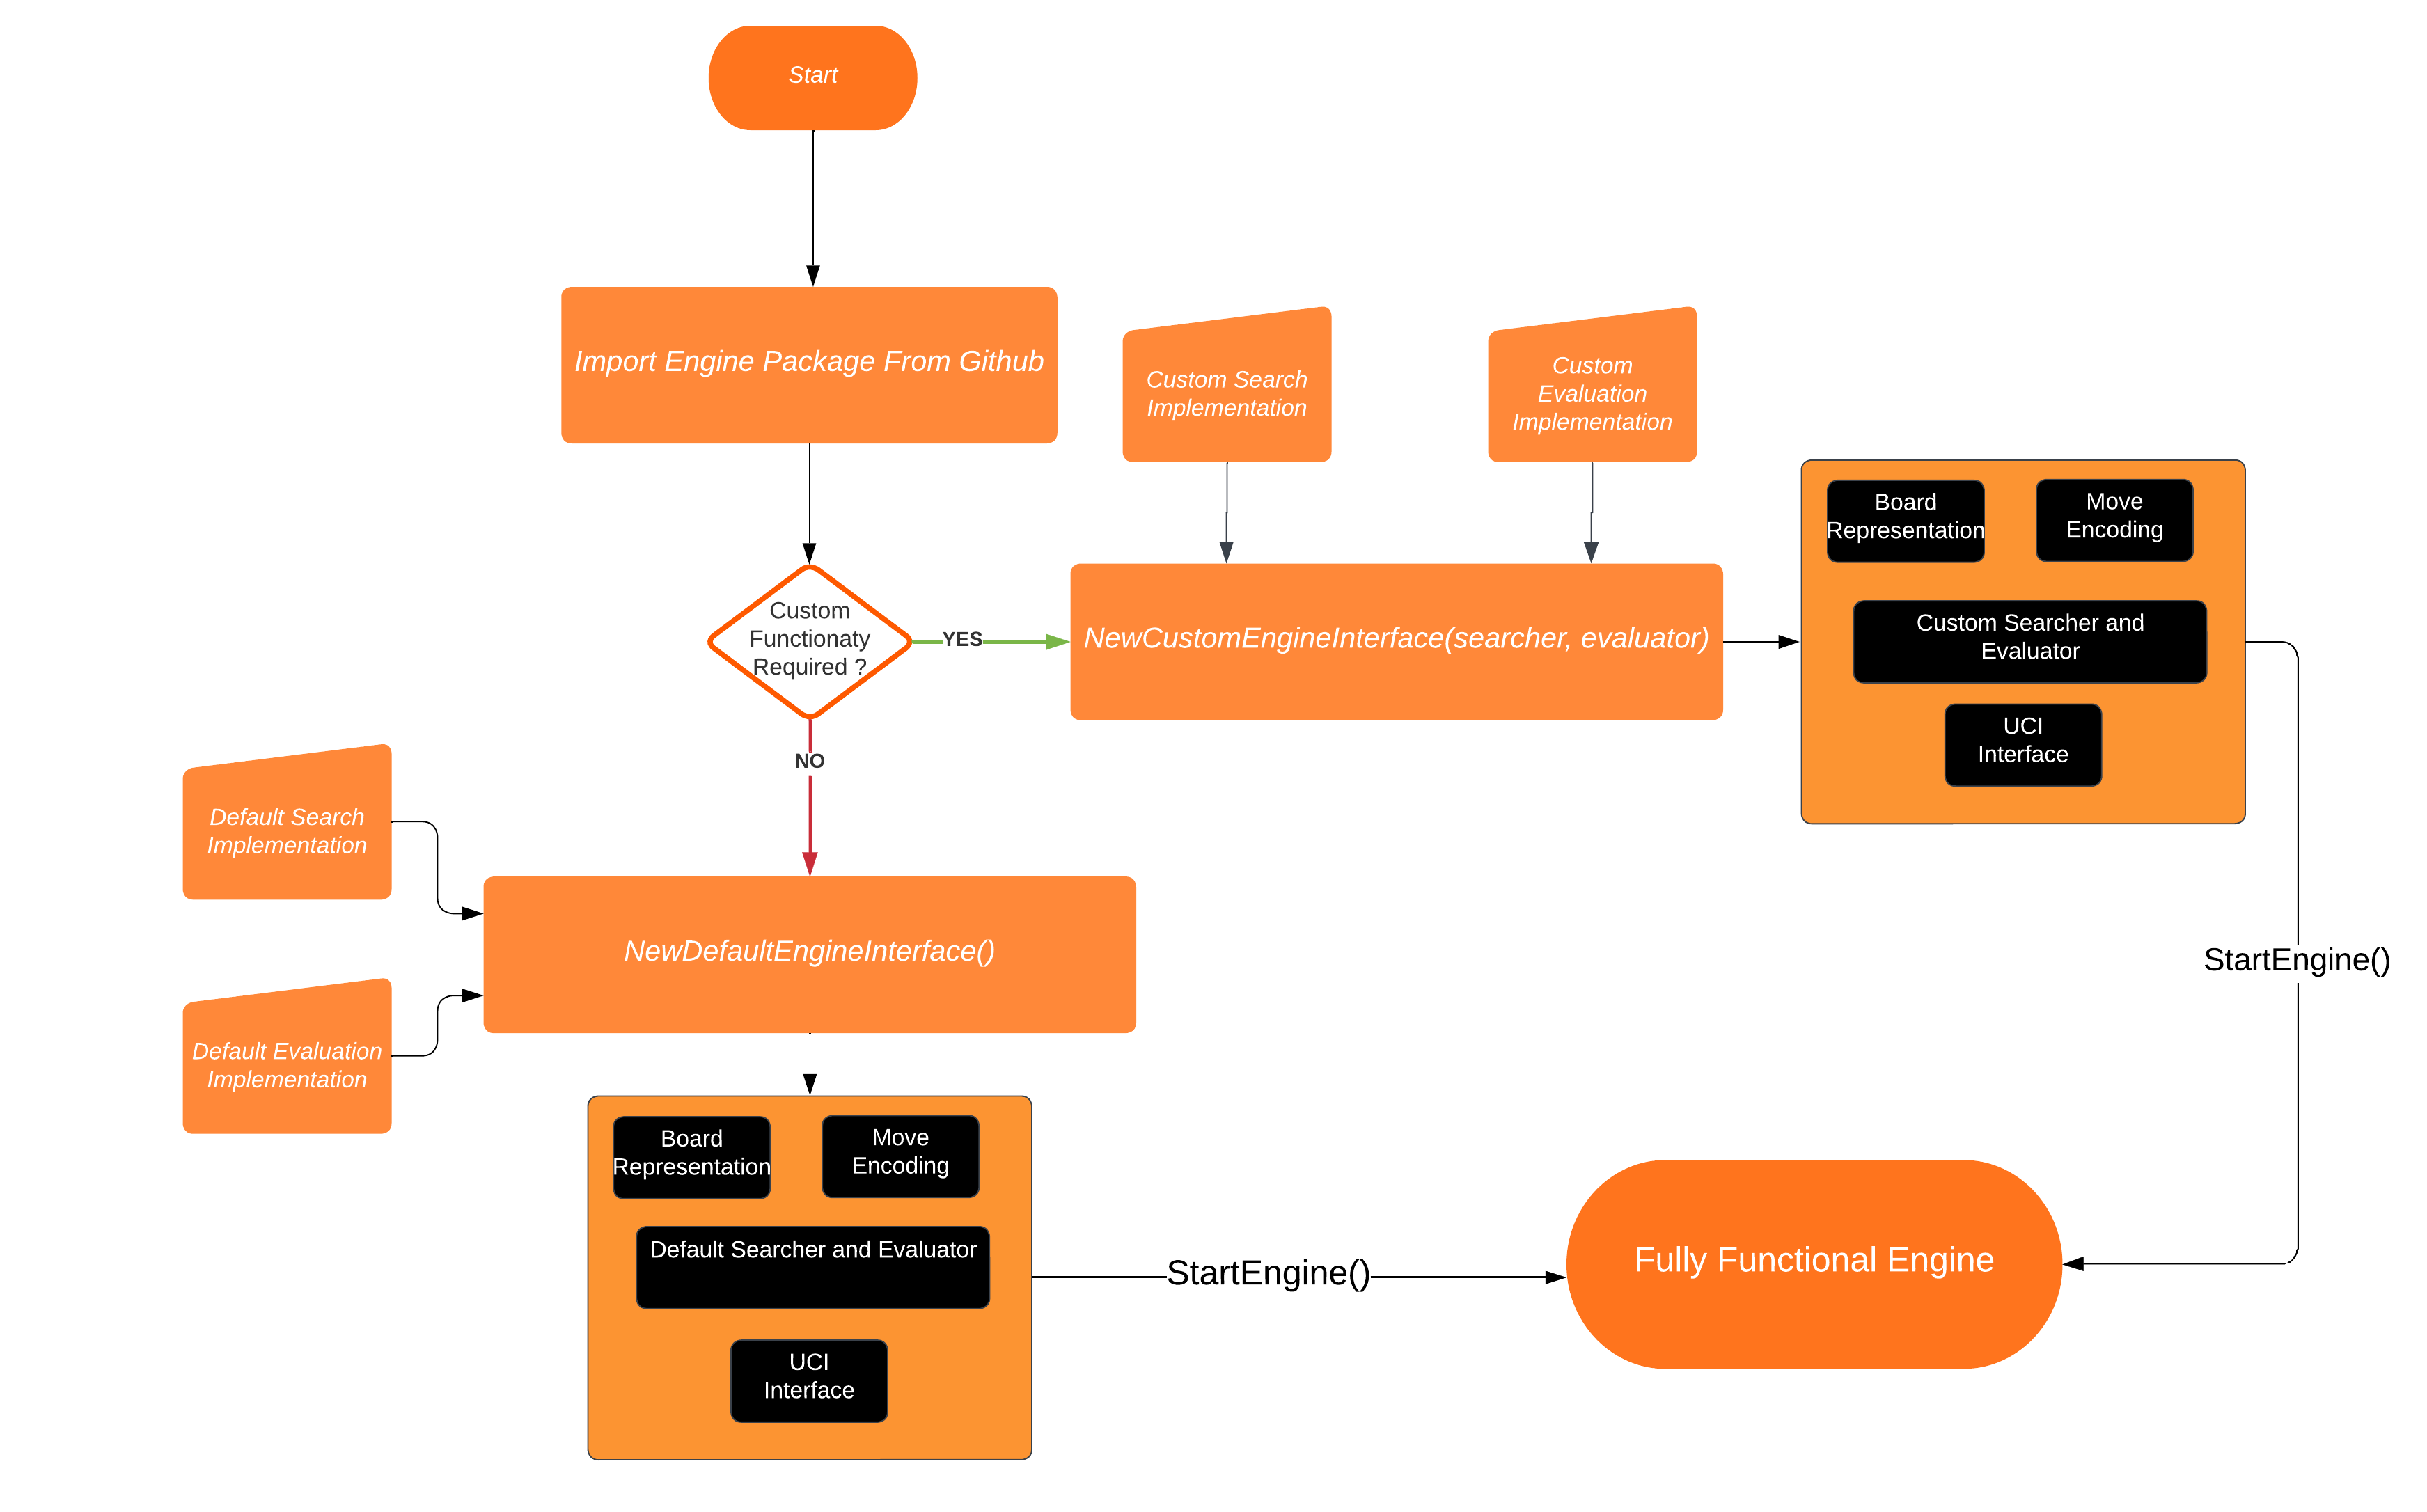 Start
Import Engine Package From Github
Custom Search
Implementation
Custom
Evaluation
Implementation
Board
Representation
Move
Encoding
Custom Searcher and
Evaluator
UCI
Interface
Custom
Functionaty
Required ?
YES
NewCustomEngineInterface(searcher, evaluator)
NO
Default Search
Implementation
NewDefaultEngineInterface()
StartEngine()
Default Evaluation
Implementation
Board
Representation
Move
Encoding
Default Searcher and Evaluator
UCI
Interface
StartEngine()
Fully Functional Engine